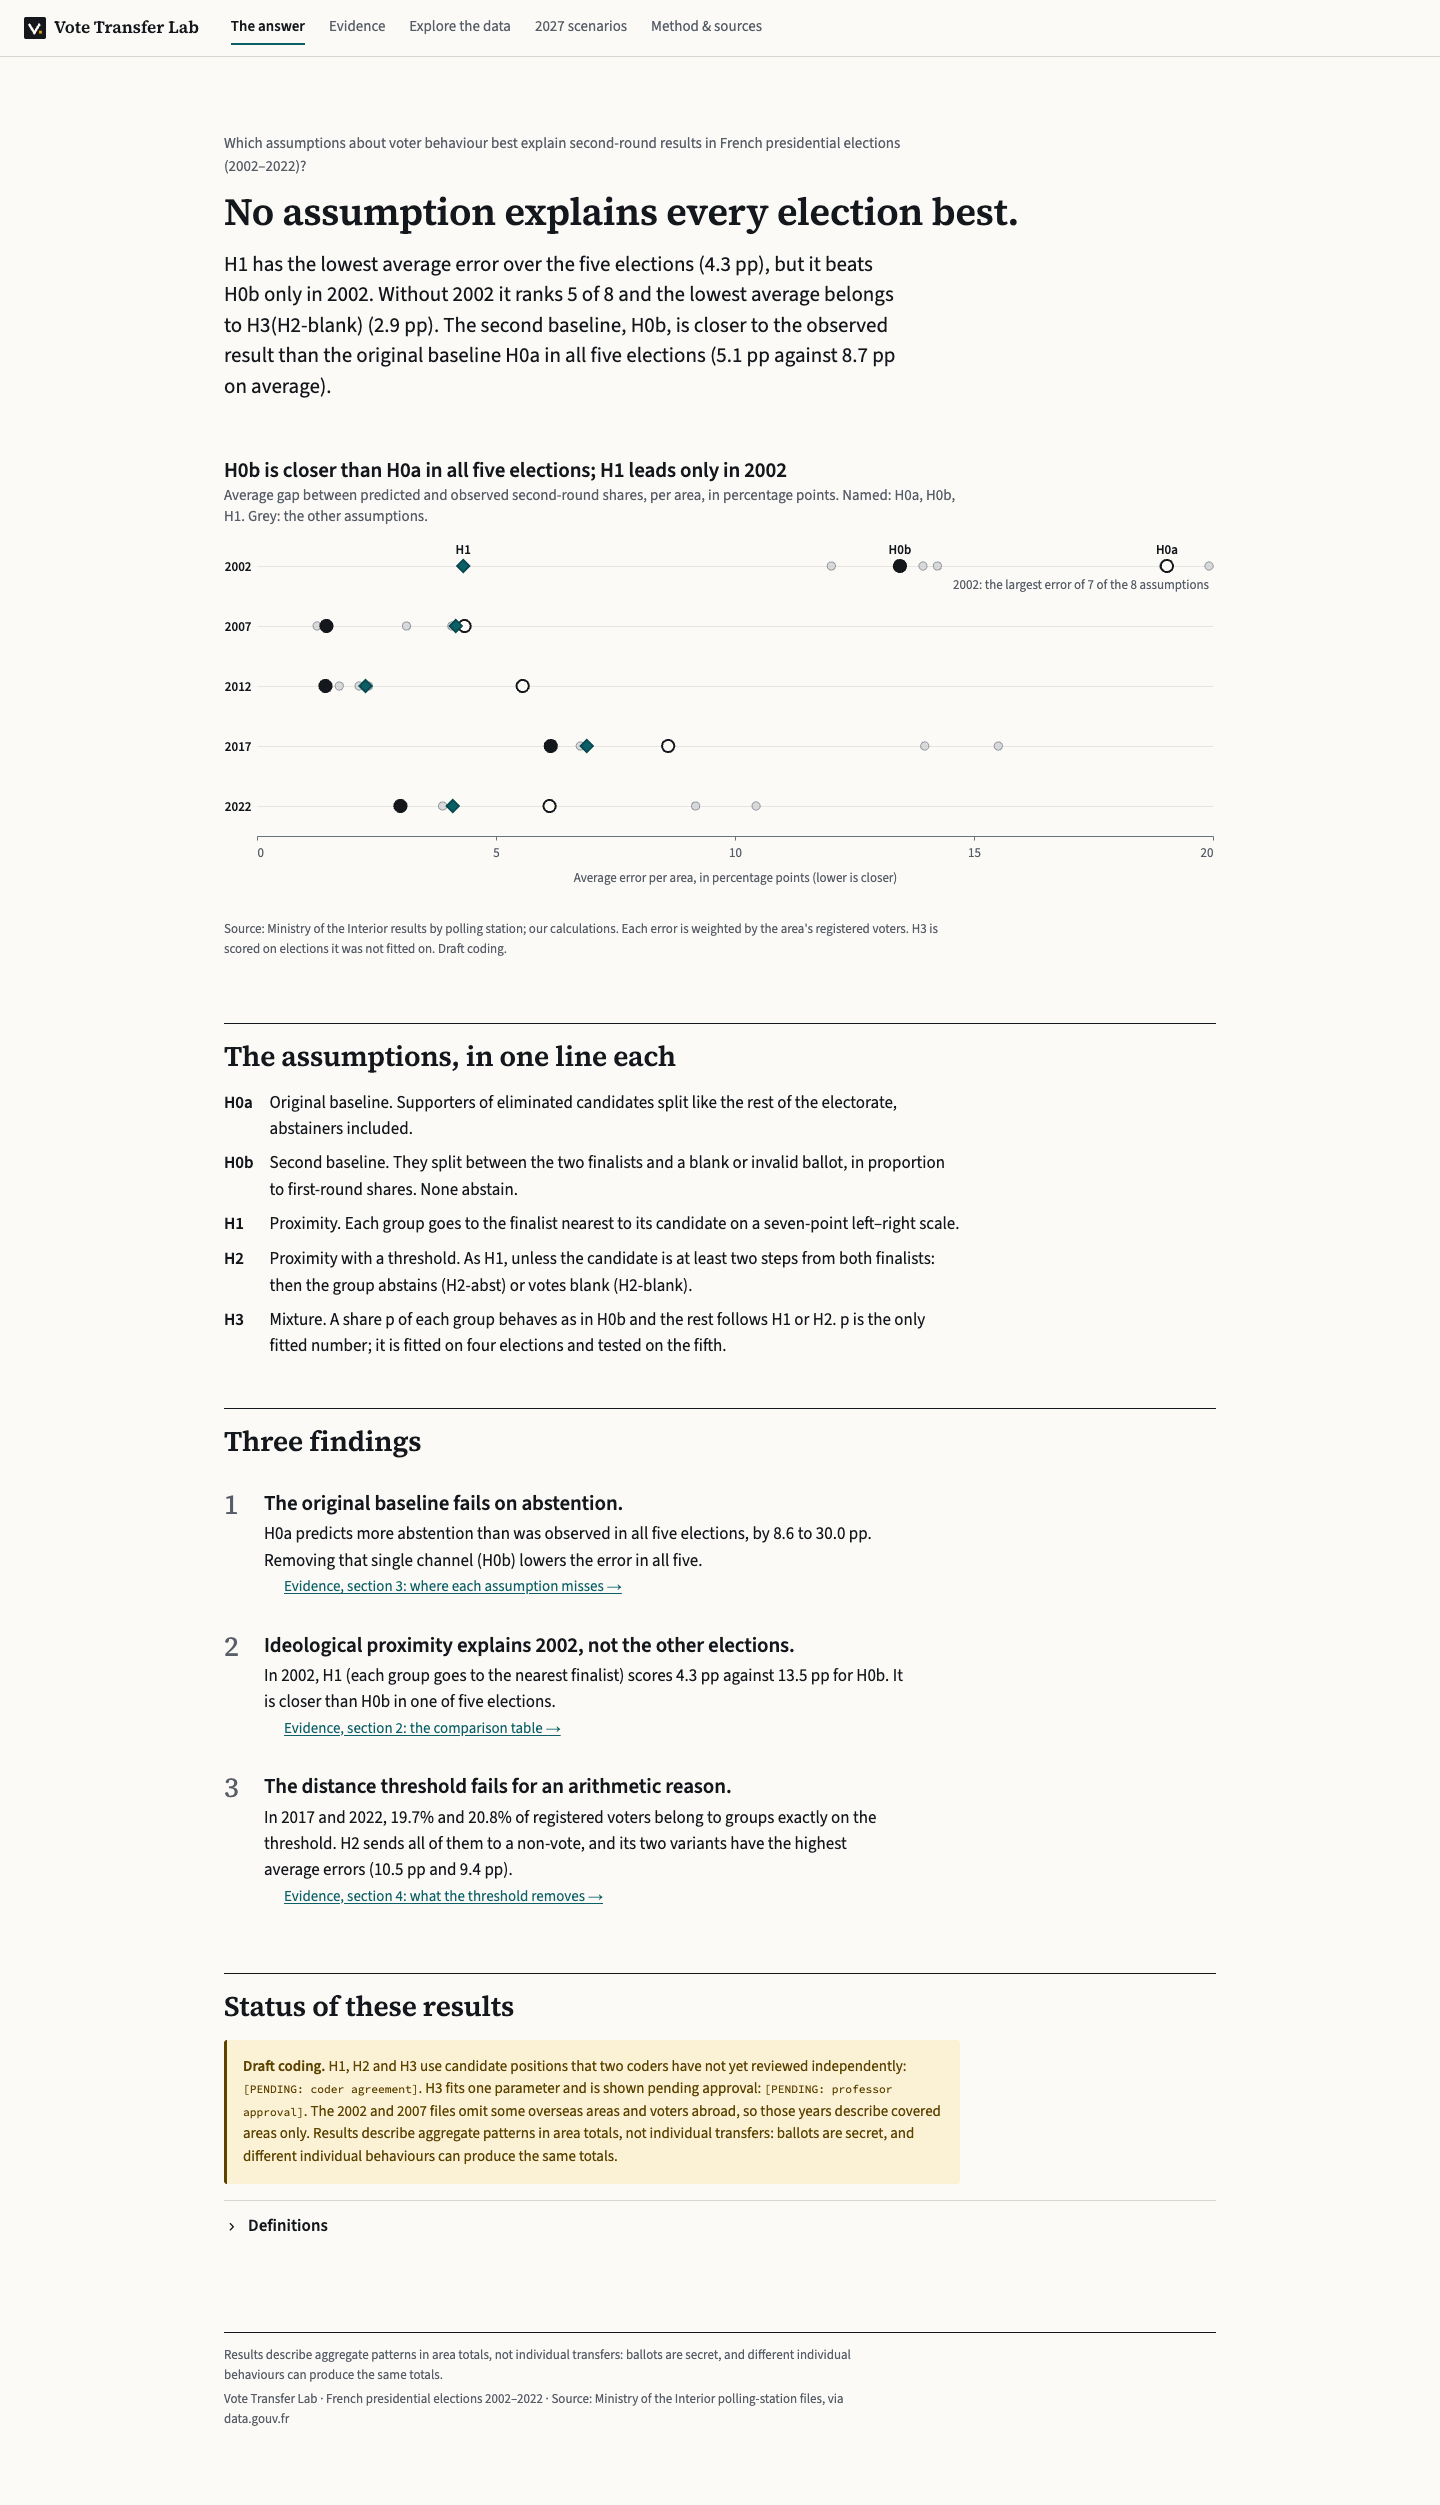 Vote Transfer Lab
The answer
Evidence
Explore the data
2027 scenarios
Method & sources
Which assumptions about voter behaviour best explain second-round results in French presidential elections
(2002–2022)?
No assumption explains every election best.
H1 has the lowest average error over the five elections (4.3 pp), but it beats
H0b only in 2002. Without 2002 it ranks 5 of 8 and the lowest average belongs
to H3(H2-blank) (2.9 pp). The second baseline, H0b, is closer to the observed
result than the original baseline H0a in all five elections (5.1 pp against 8.7 pp
on average).
H0b is closer than H0a in all five elections; H1 leads only in 2002
Average gap between predicted and observed second-round shares, per area, in percentage points. Named: H0a, H0b,
H1. Grey: the other assumptions.
H1 H0b H0a
2002
2002: the largest error of 7 of the 8 assumptions
2007
2012
2017
2022
0 5 10 15 20
Average error per area, in percentage points (lower is closer)
Source: Ministry of the Interior results by polling station; our calculations. Each error is weighted by the area's registered voters. H3 is
scored on elections it was not fitted on. Draft coding.
The assumptions, in one line each
H0a Original baseline. Supporters of eliminated candidates split like the rest of the electorate,
abstainers included.
H0b Second baseline. They split between the two finalists and a blank or invalid ballot, in proportion
to first-round shares. None abstain.
H1 Proximity. Each group goes to the finalist nearest to its candidate on a seven-point left–right scale.
H2 Proximity with a threshold. As H1, unless the candidate is at least two steps from both finalists:
then the group abstains (H2-abst) or votes blank (H2-blank).
H3 Mixture. A share p of each group behaves as in H0b and the rest follows H1 or H2. p is the only
fitted number; it is fitted on four elections and tested on the fifth.
Three findings
1 The original baseline fails on abstention.
H0a predicts more abstention than was observed in all five elections, by 8.6 to 30.0 pp.
Removing that single channel (H0b) lowers the error in all five.
Evidence, section 3: where each assumption misses →
2 Ideological proximity explains 2002, not the other elections.
In 2002, H1 (each group goes to the nearest finalist) scores 4.3 pp against 13.5 pp for H0b. It
is closer than H0b in one of five elections.
Evidence, section 2: the comparison table →
3 The distance threshold fails for an arithmetic reason.
In 2017 and 2022, 19.7% and 20.8% of registered voters belong to groups exactly on the
threshold. H2 sends all of them to a non-vote, and its two variants have the highest
average errors (10.5 pp and 9.4 pp).
Evidence, section 4: what the threshold removes →
Status of these results
Draft coding. H1, H2 and H3 use candidate positions that two coders have not yet reviewed independently:
[PENDING: coder agreement]. H3 fits one parameter and is shown pending approval: [PENDING: professor
approval]. The 2002 and 2007 files omit some overseas areas and voters abroad, so those years describe covered
areas only. Results describe aggregate patterns in area totals, not individual transfers: ballots are secret, and
different individual behaviours can produce the same totals.
› Definitions
Results describe aggregate patterns in area totals, not individual transfers: ballots are secret, and different individual
behaviours can produce the same totals.
Vote Transfer Lab · French presidential elections 2002–2022 · Source: Ministry of the Interior polling-station files, via
data.gouv.fr